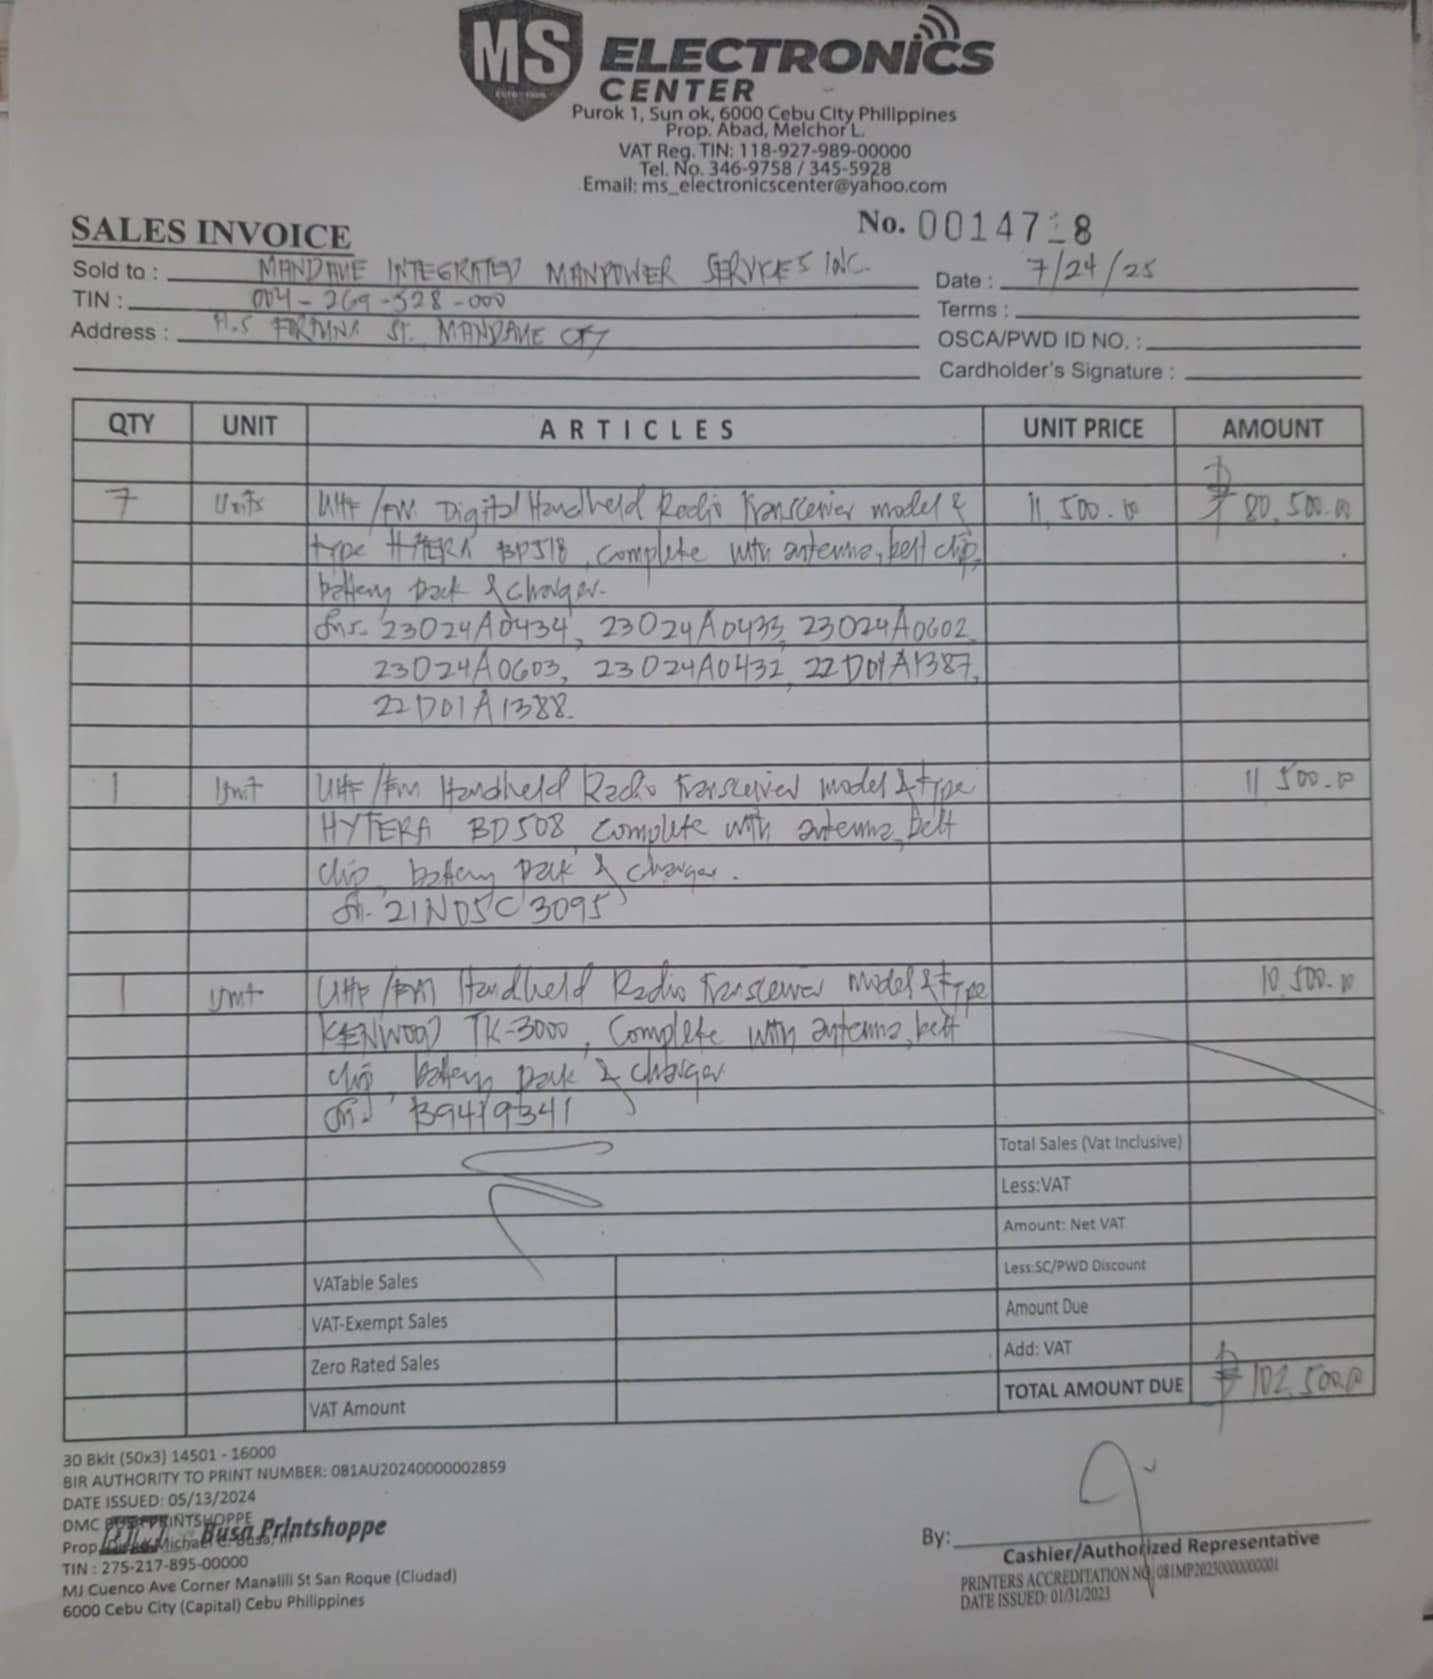 MS
ELECTRONICS
CENTER
Purok 1, Sun ok, 6000 Cebu City Philippines
Prop. Abad, Melchor L.
VAT Reg. TIN: 118-927-989-00000
Tel. No. 346-9758 / 345-5928
Email: ms_electronicscenter@yahoo.com
SALES INVOICE No. 0014718
Sold to : MANDAUE INTEGRATED MANPOWER SERVICES INC. Date : 7/24/25
TIN : 004-269-528-000 Terms :
Address : A.S FORTUNA ST. MANDAUE CITY OSCA/PWD ID NO. :
Cardholder's Signature :
QTY UNIT ARTICLES UNIT PRICE AMOUNT
7 Units UHF/FM Digital Handheld Radio Transceiver model & 11,500.00 ₱ 80,500.00
type HYTERA BP518, complete with antenna, belt clip,
battery pack & charger.
Sns. 23024A0434, 23024A0433, 23024A0602
23024A0603, 23024A0432, 22D01A1387,
22D01A1388.
1 Unit UHF/FM Handheld Radio Transceiver model & type 11,500.00
HYTERA BD508 complete with antenna, belt
clip, battery pack & charger.
Sn. 21N05C3095
1 Unit UHF/FM Handheld Radio Transceiver model & type 10,500.00
KENWOOD TK-3000, Complete with antenna, belt
clip, battery pack & charger
Sn. B9419341
Total Sales (Vat Inclusive)
Less:VAT
Amount: Net VAT
VATable Sales Less:SC/PWD Discount
VAT-Exempt Sales Amount Due
Zero Rated Sales Add: VAT
VAT Amount TOTAL AMOUNT DUE ₱ 102,500.00
30 Bklt (50x3) 14501 - 16000
BIR AUTHORITY TO PRINT NUMBER: 081AU20240000002859
DATE ISSUED: 05/13/2024
DMC BUSA PRINTSHOPPE
Busa Printshoppe
Prop. Michael C. Busa,
TIN : 275-217-895-00000
MJ Cuenco Ave Corner Manalili St San Roque (Ciudad)
6000 Cebu City (Capital) Cebu Philippines
By:
Cashier/Authorized Representative
PRINTERS ACCREDITATION NO. 081MP20230000000001
DATE ISSUED: 01/31/2023